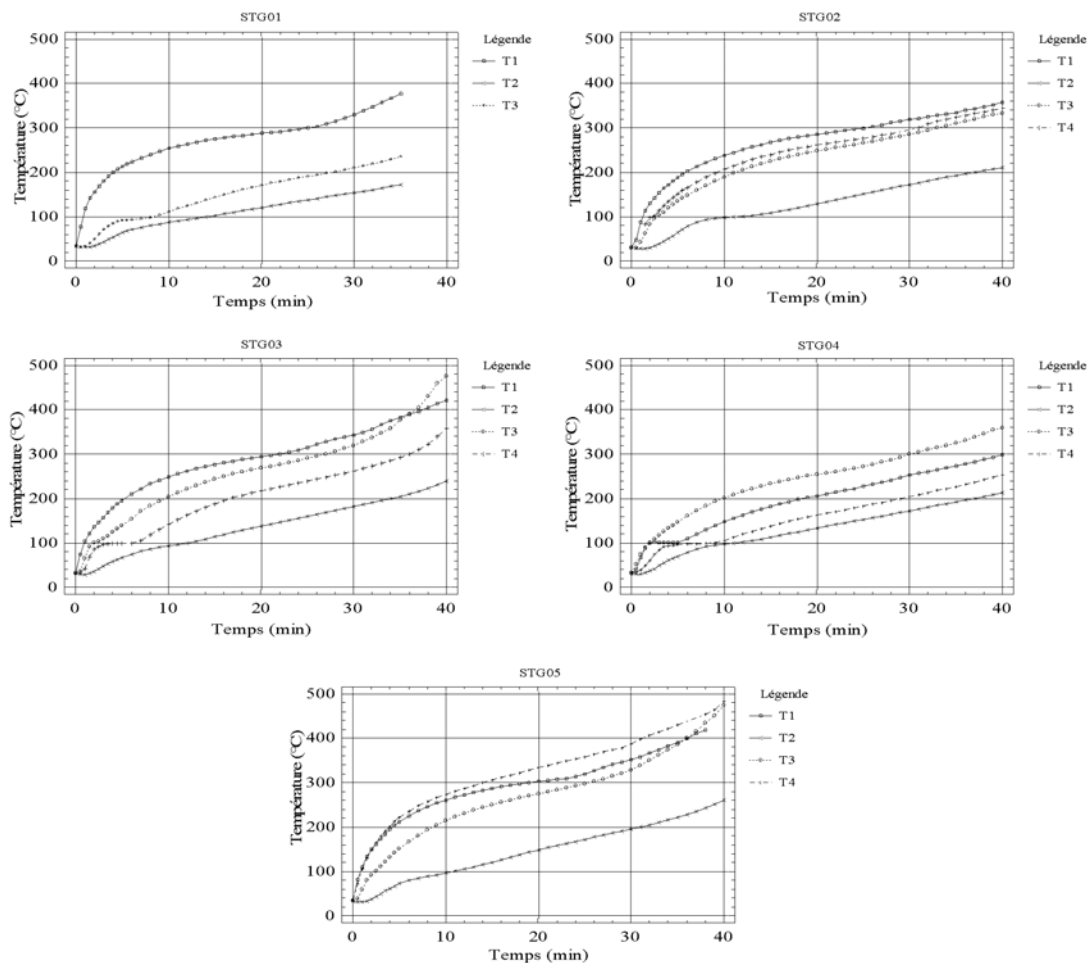 STG01
Légende
T1
T2
T3
Température (°C)
500
400
300
200
100
0
0 10 20 30 40
Temps (min)
STG02
Légende
T1
T2
T3
T4
Température (°C)
500
400
300
200
100
0
0 10 20 30 40
Temps (min)
STG03
Légende
T1
T2
T3
T4
Température (°C)
500
400
300
200
100
0
0 10 20 30 40
Temps (min)
STG04
Légende
T1
T2
T3
T4
Température (°C)
500
400
300
200
100
0
0 10 20 30 40
Temps (min)
STG05
Légende
T1
T2
T3
T4
Température (°C)
500
400
300
200
100
0
0 10 20 30 40
Temps (min)